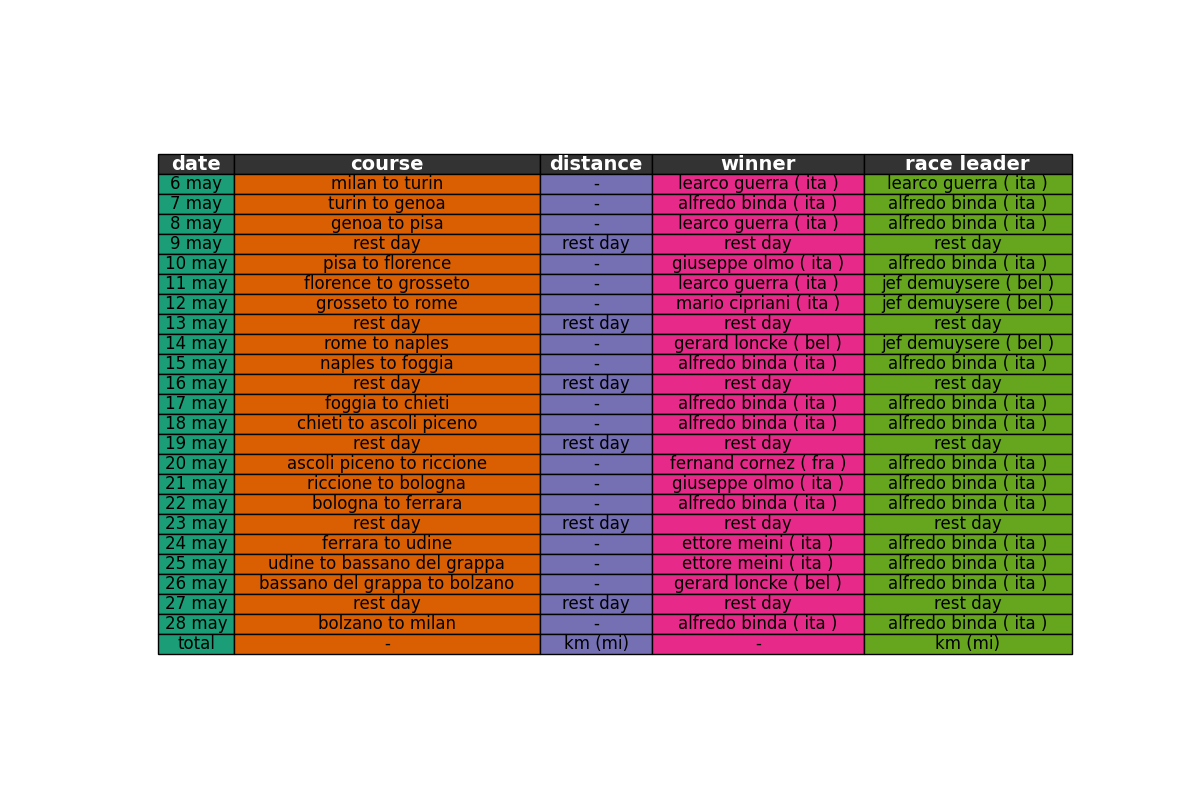 date course distance winner race leader
6 may milan to turin - learco guerra ( ita ) learco guerra ( ita )
7 may turin to genoa - alfredo binda ( ita ) alfredo binda ( ita )
8 may genoa to pisa - learco guerra ( ita ) alfredo binda ( ita )
9 may rest day rest day rest day rest day
10 may pisa to florence - giuseppe olmo ( ita ) alfredo binda ( ita )
11 may florence to grosseto - learco guerra ( ita ) jef demuysere ( bel )
12 may grosseto to rome - mario cipriani ( ita ) jef demuysere ( bel )
13 may rest day rest day rest day rest day
14 may rome to naples - gerard loncke ( bel ) jef demuysere ( bel )
15 may naples to foggia - alfredo binda ( ita ) alfredo binda ( ita )
16 may rest day rest day rest day rest day
17 may foggia to chieti - alfredo binda ( ita ) alfredo binda ( ita )
18 may chieti to ascoli piceno - alfredo binda ( ita ) alfredo binda ( ita )
19 may rest day rest day rest day rest day
20 may ascoli piceno to riccione - fernand cornez ( fra ) alfredo binda ( ita )
21 may riccione to bologna - giuseppe olmo ( ita ) alfredo binda ( ita )
22 may bologna to ferrara - alfredo binda ( ita ) alfredo binda ( ita )
23 may rest day rest day rest day rest day
24 may ferrara to udine - ettore meini ( ita ) alfredo binda ( ita )
25 may udine to bassano del grappa - ettore meini ( ita ) alfredo binda ( ita )
26 may bassano del grappa to bolzano - gerard loncke ( bel ) alfredo binda ( ita )
27 may rest day rest day rest day rest day
28 may bolzano to milan - alfredo binda ( ita ) alfredo binda ( ita )
total - km (mi) - km (mi)